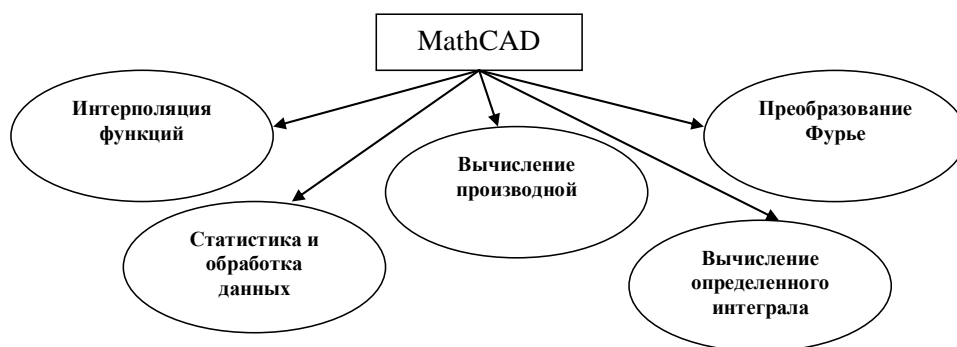 MathCAD
Интерполяция
функций
Преобразование
Фурье
Вычисление
производной
Статистика и
обработка
данных
Вычисление
определенного
интеграла